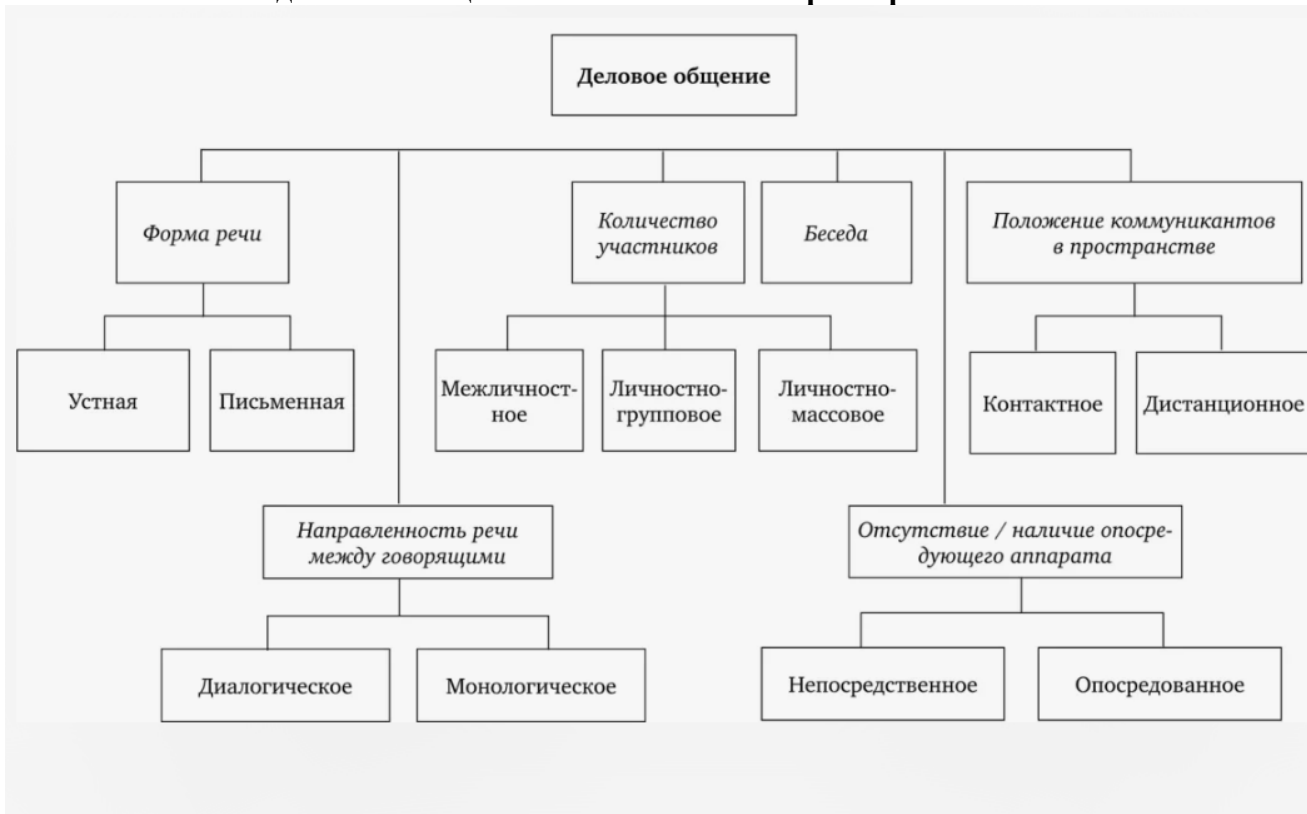 Деловое общение
Форма речи
Количество
участников
Беседа
Положение коммуникантов
в пространстве
Устная
Письменная
Межличност-
ное
Личностно-
групповое
Личностно-
массовое
Контактное
Дистанционное
Направленность речи
между говорящими
Отсутствие / наличие опосре-
дующего аппарата
Диалогическое
Монологическое
Непосредственное
Опосредованное